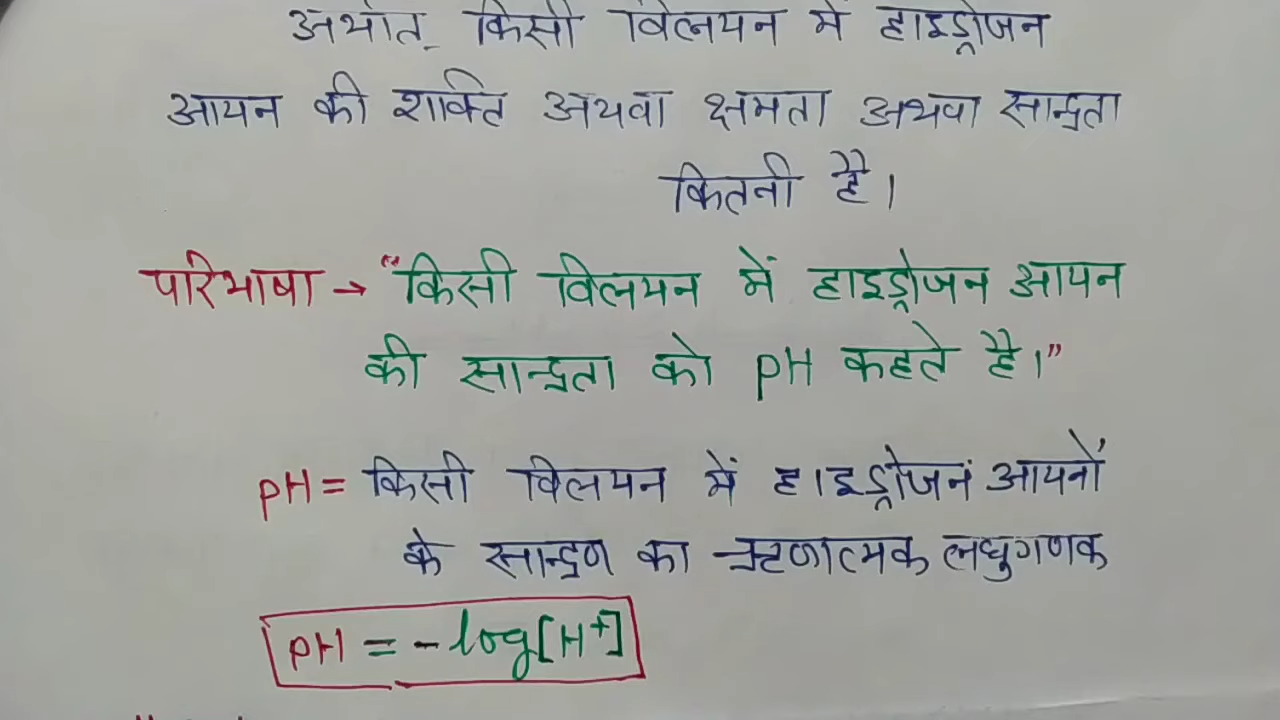 अर्थात् किसी विलयन में हाइड्रोजन
आयन की शक्ति अथवा क्षमता अथवा सान्द्रता
कितनी है।
परिभाषा → "किसी विलयन में हाइड्रोजन आयन
की सान्द्रता को pH कहते है।"
pH = किसी विलयन में हाइड्रोजन आयनों
के सान्द्रण का ऋणात्मक लघुगणक
pH = -log[H⁺]